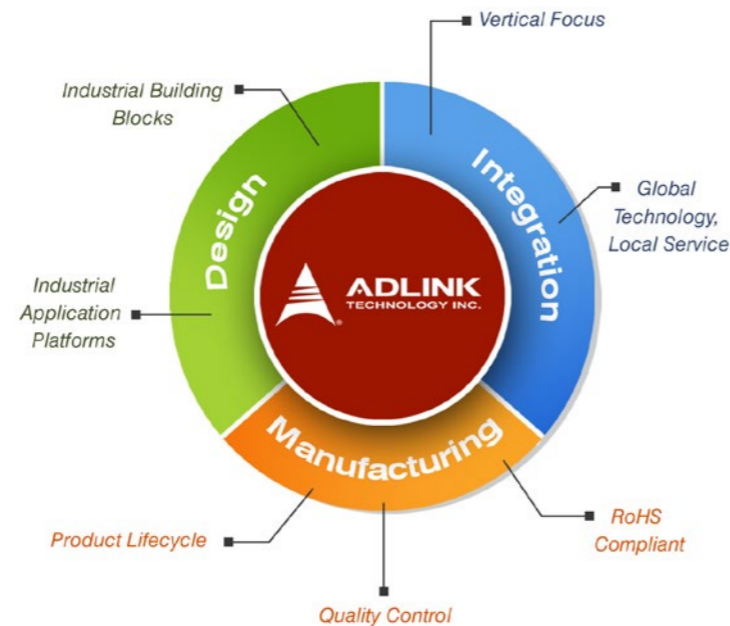 Vertical Focus
Industrial Building
Blocks
Design
Integration
Global
Technology,
Local Service
ADLINK
TECHNOLOGY INC.
®
Industrial
Application
Platforms
Manufacturing
Product Lifecycle
RoHS
Compliant
Quality Control